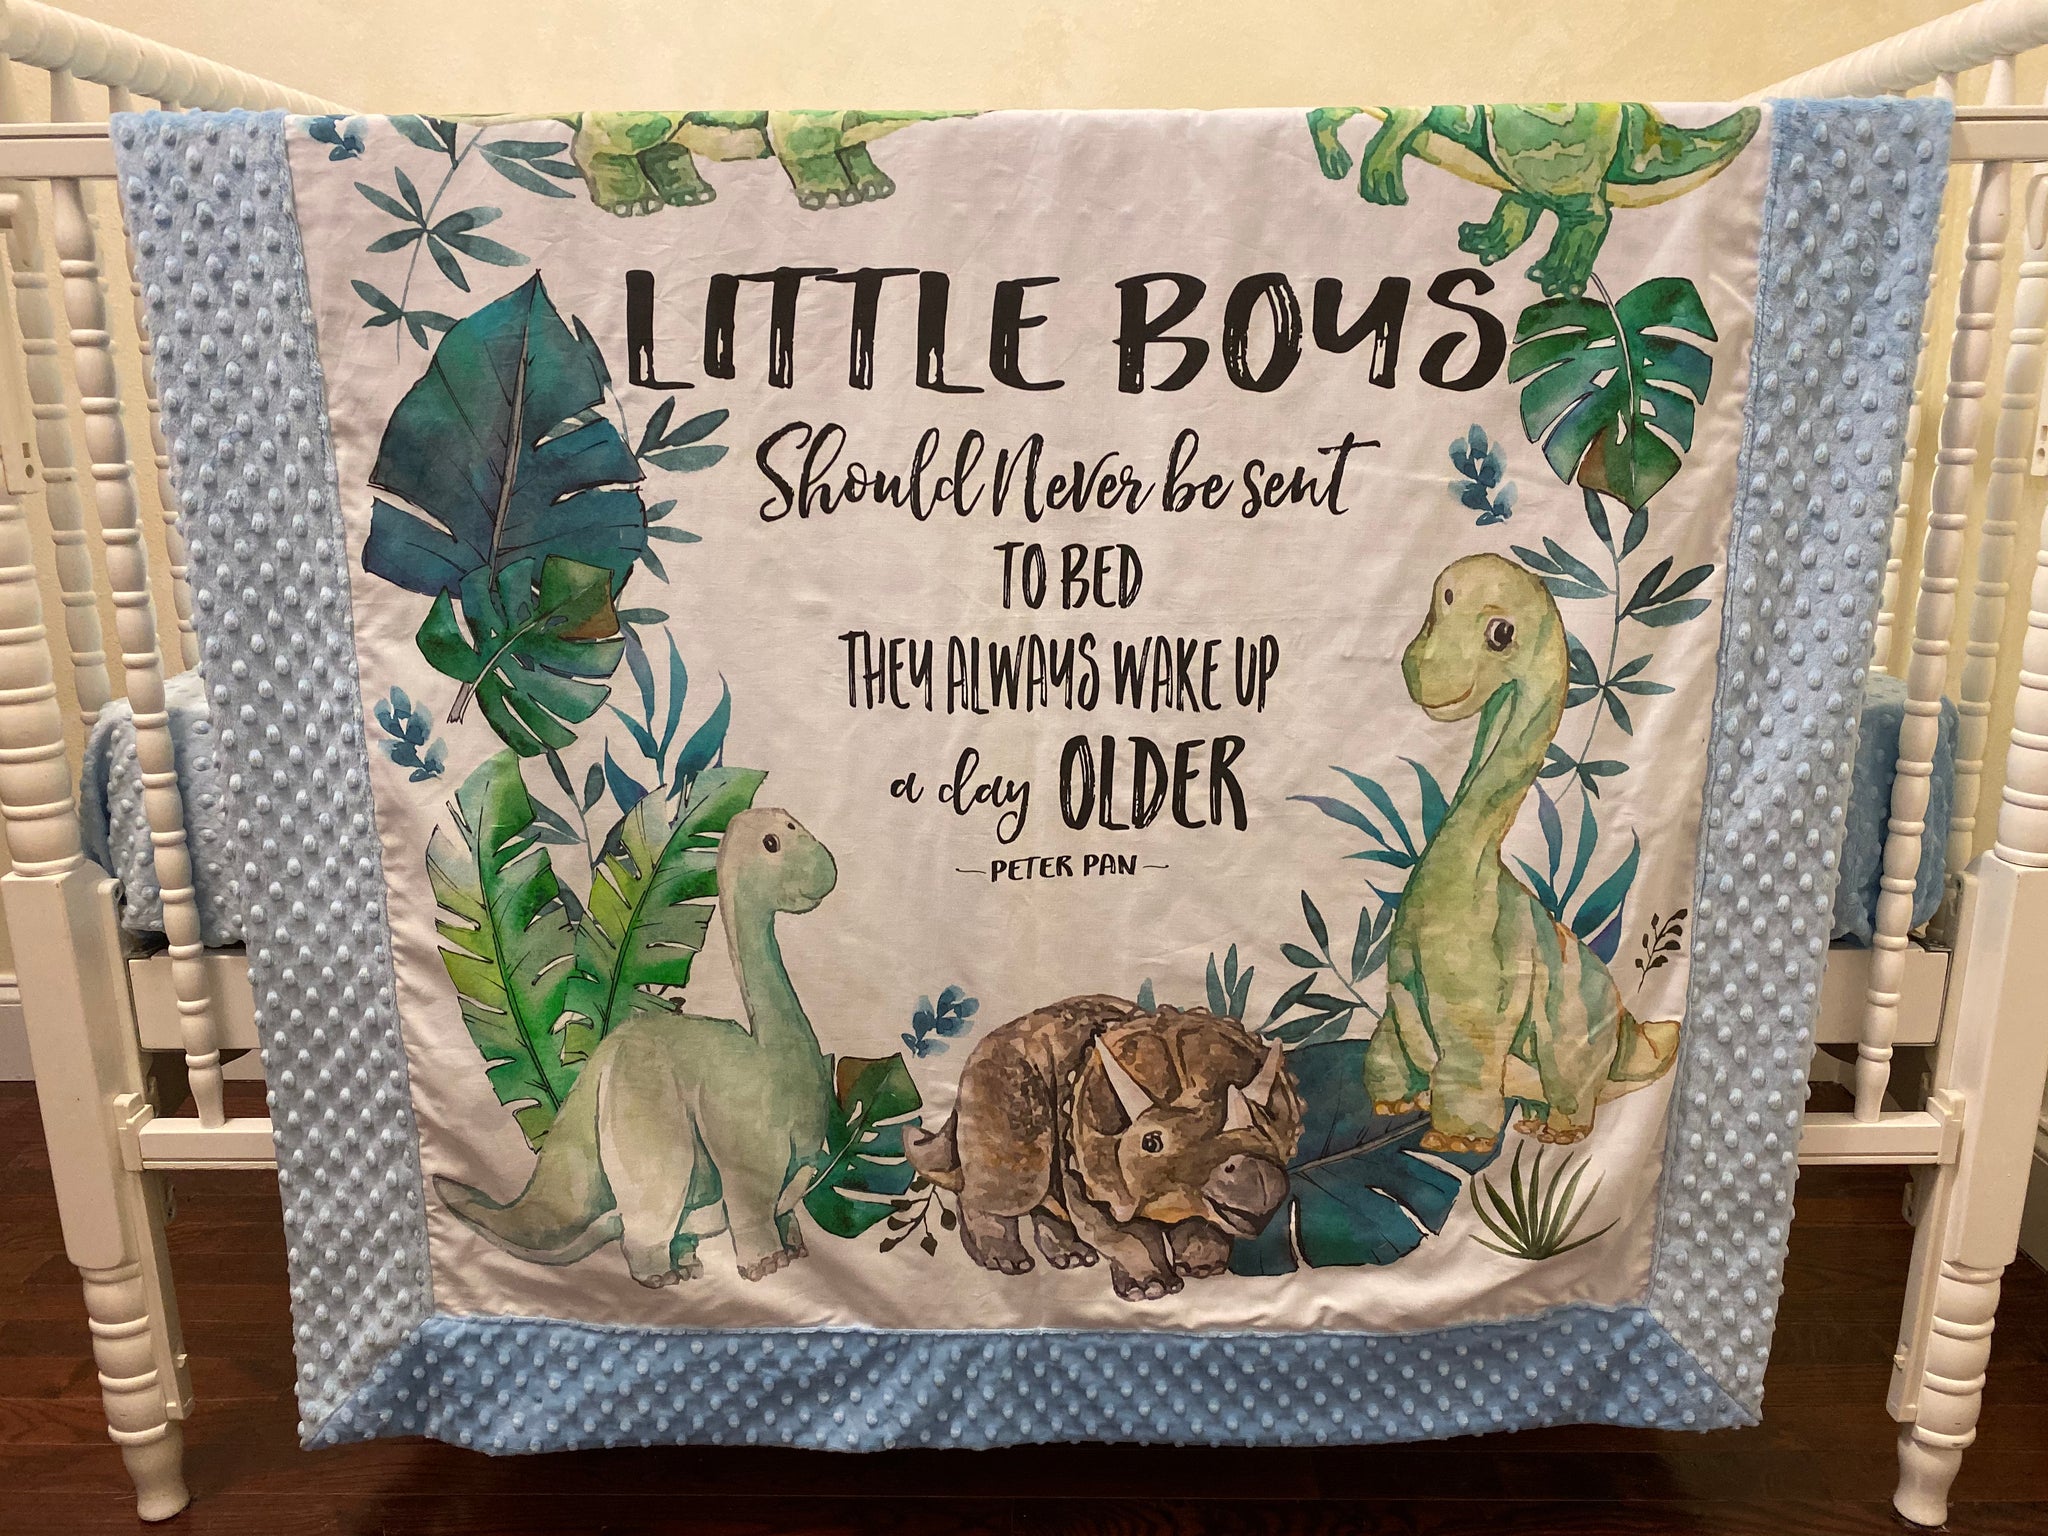 LITTLE BOYS
Should Never be sent
TO BED
THEY ALWAYS WAKE UP
a day OLDER
- PETER PAN -